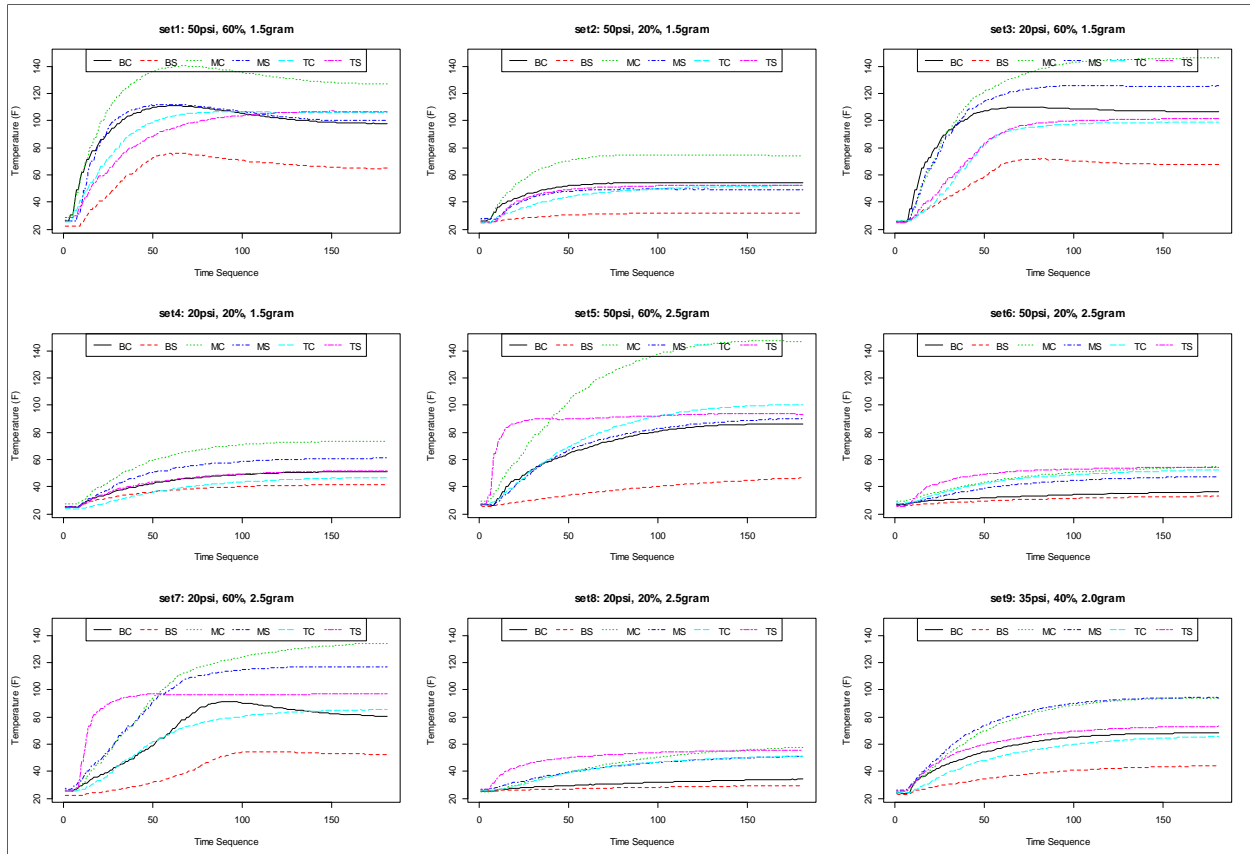 set1: 50psi, 60%, 1.5gram
BC BS MC MS TC TS
Temperature (F)
20 40 60 80 100 120 140
0 50 100 150
Time Sequence
set2: 50psi, 20%, 1.5gram
BC BS MC MS TC TS
Temperature (F)
20 40 60 80 100 120 140
0 50 100 150
Time Sequence
set3: 20psi, 60%, 1.5gram
BC BS MC MS TC TS
Temperature (F)
20 40 60 80 100 120 140
0 50 100 150
Time Sequence
set4: 20psi, 20%, 1.5gram
BC BS MC MS TC TS
Temperature (F)
20 40 60 80 100 120 140
0 50 100 150
Time Sequence
set5: 50psi, 60%, 2.5gram
BC BS MC MS TC TS
Temperature (F)
20 40 60 80 100 120 140
0 50 100 150
Time Sequence
set6: 50psi, 20%, 2.5gram
BC BS MC MS TC TS
Temperature (F)
20 40 60 80 100 120 140
0 50 100 150
Time Sequence
set7: 20psi, 60%, 2.5gram
BC BS MC MS TC TS
Temperature (F)
20 40 60 80 100 120 140
0 50 100 150
Time Sequence
set8: 20psi, 20%, 2.5gram
BC BS MC MS TC TS
Temperature (F)
20 40 60 80 100 120 140
0 50 100 150
Time Sequence
set9: 35psi, 40%, 2.0gram
BC BS MC MS TC TS
Temperature (F)
20 40 60 80 100 120 140
0 50 100 150
Time Sequence